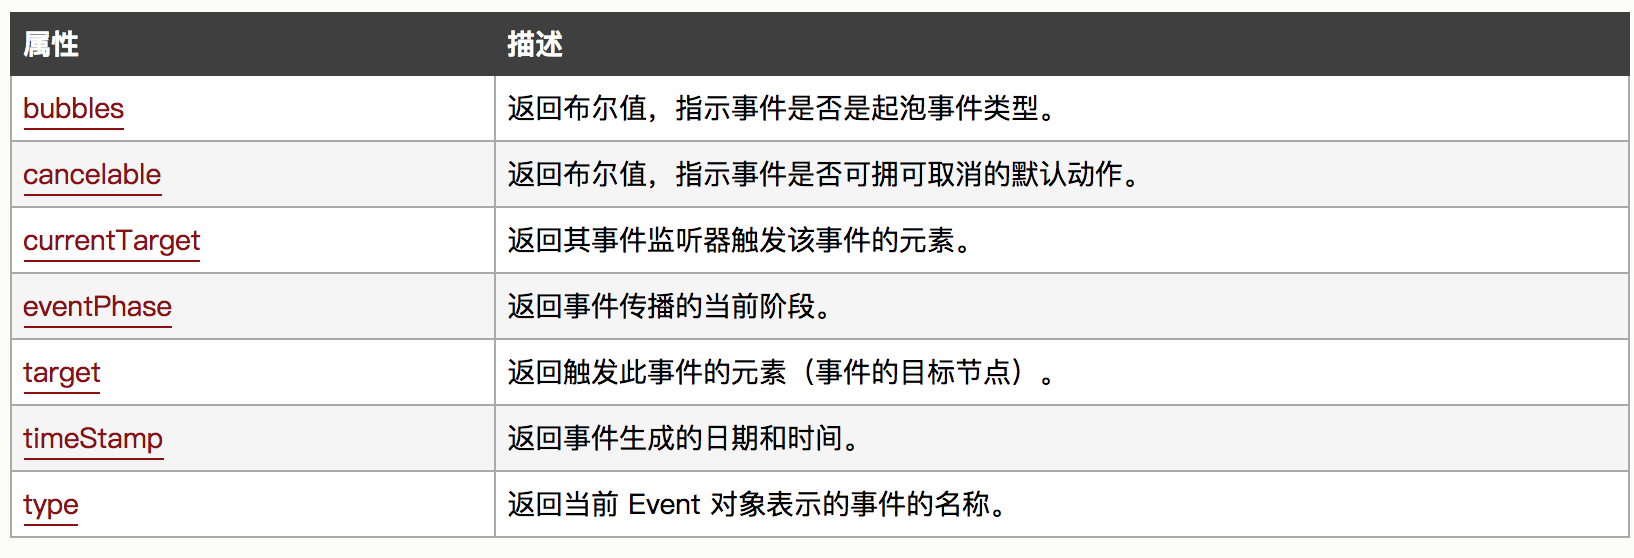 属性 描述
bubbles 返回布尔值，指示事件是否是起泡事件类型。
cancelable 返回布尔值，指示事件是否可拥可取消的默认动作。
currentTarget 返回其事件监听器触发该事件的元素。
eventPhase 返回事件传播的当前阶段。
target 返回触发此事件的元素（事件的目标节点）。
timeStamp 返回事件生成的日期和时间。
type 返回当前 Event 对象表示的事件的名称。